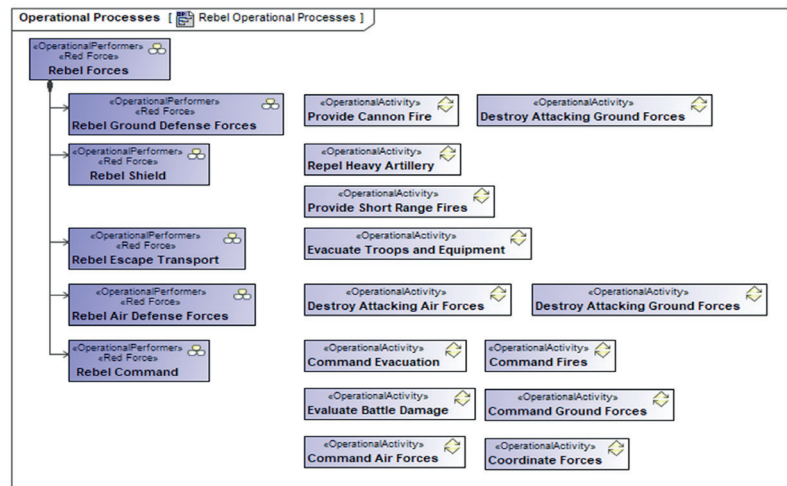 Operational Processes [ Rebel Operational Processes ]
«OperationalPerformer»
«Red Force»
Rebel Forces
«OperationalPerformer»
«Red Force»
Rebel Ground Defense Forces
«OperationalActivity»
Provide Cannon Fire
«OperationalActivity»
Destroy Attacking Ground Forces
«OperationalPerformer»
«Red Force»
Rebel Shield
«OperationalActivity»
Repel Heavy Artillery
«OperationalActivity»
Provide Short Range Fires
«OperationalPerformer»
«Red Force»
Rebel Escape Transport
«OperationalActivity»
Evacuate Troops and Equipment
«OperationalPerformer»
«Red Force»
Rebel Air Defense Forces
«OperationalActivity»
Destroy Attacking Air Forces
«OperationalActivity»
Destroy Attacking Ground Forces
«OperationalPerformer»
«Red Force»
Rebel Command
«OperationalActivity»
Command Evacuation
«OperationalActivity»
Command Fires
«OperationalActivity»
Evaluate Battle Damage
«OperationalActivity»
Command Ground Forces
«OperationalActivity»
Command Air Forces
«OperationalActivity»
Coordinate Forces